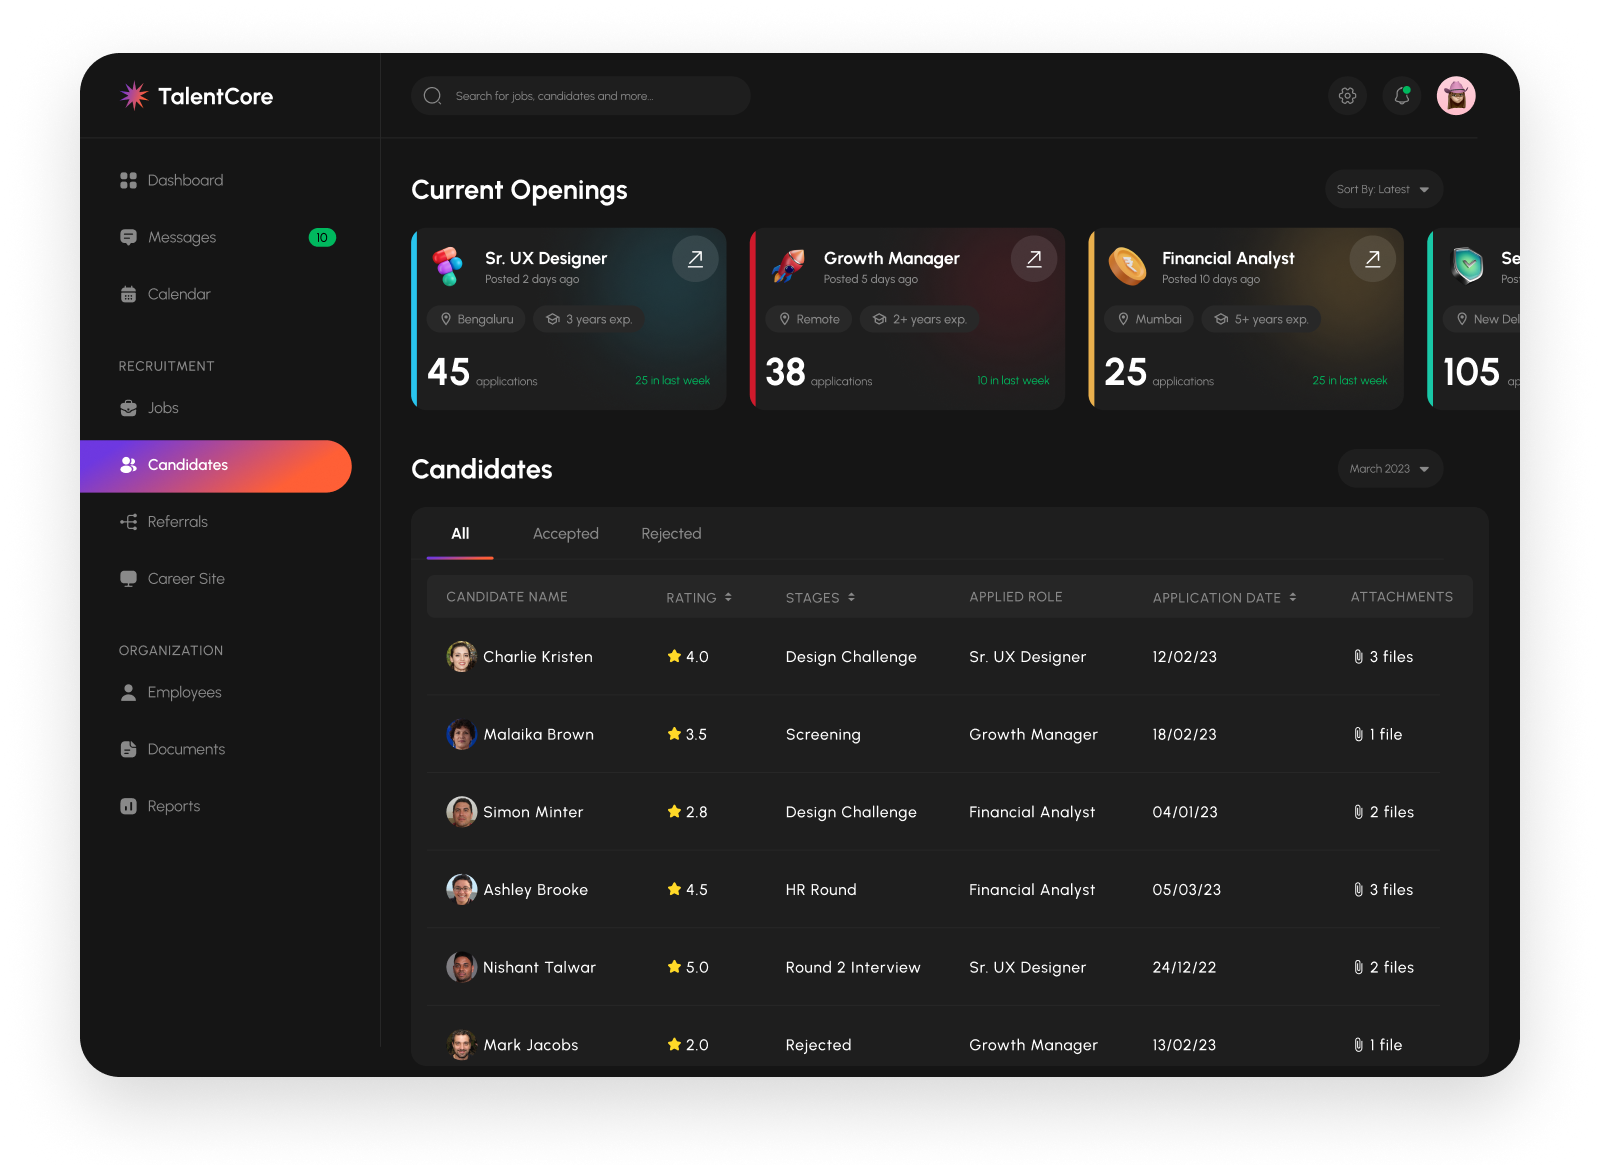 TalentCore
Search for jobs, candidates and more...
Dashboard
Messages 10
Calendar
RECRUITMENT
Jobs
Candidates
Referrals
Career Site
ORGANIZATION
Employees
Documents
Reports
Current Openings
Sort By: Latest
Sr. UX Designer
Posted 2 days ago
Bengaluru 3 years exp.
45 applications 25 in last week
Growth Manager
Posted 5 days ago
Remote 2+ years exp.
38 applications 10 in last week
Financial Analyst
Posted 10 days ago
Mumbai 5+ years exp.
25 applications 25 in last week
Se
Pos
New Del
105 ap
Candidates
March 2023
All Accepted Rejected
CANDIDATE NAME RATING STAGES APPLIED ROLE APPLICATION DATE ATTACHMENTS
Charlie Kristen 4.0 Design Challenge Sr. UX Designer 12/02/23 3 files
Malaika Brown 3.5 Screening Growth Manager 18/02/23 1 file
Simon Minter 2.8 Design Challenge Financial Analyst 04/01/23 2 files
Ashley Brooke 4.5 HR Round Financial Analyst 05/03/23 3 files
Nishant Talwar 5.0 Round 2 Interview Sr. UX Designer 24/12/22 2 files
Mark Jacobs 2.0 Rejected Growth Manager 13/02/23 1 file